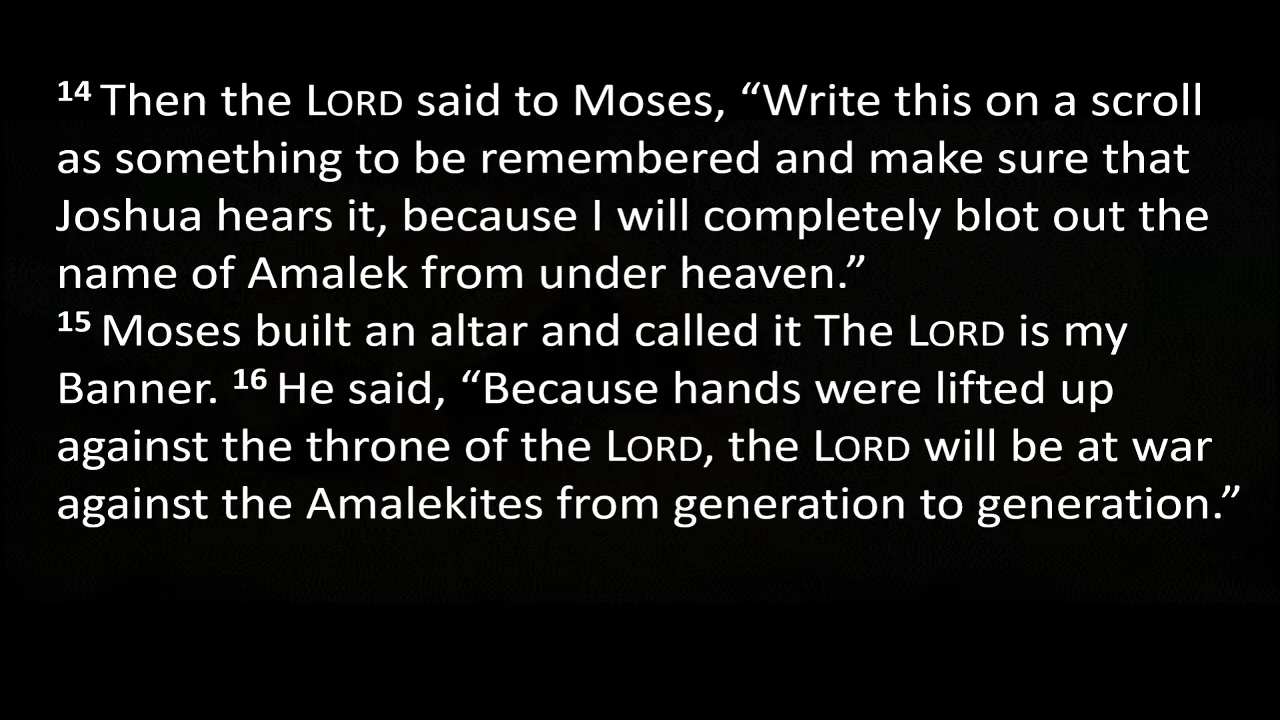 14 Then the LORD said to Moses, “Write this on a scroll
as something to be remembered and make sure that
Joshua hears it, because I will completely blot out the
name of Amalek from under heaven.”
15 Moses built an altar and called it The LORD is my
Banner. 16 He said, “Because hands were lifted up
against the throne of the LORD, the LORD will be at war
against the Amalekites from generation to generation.”